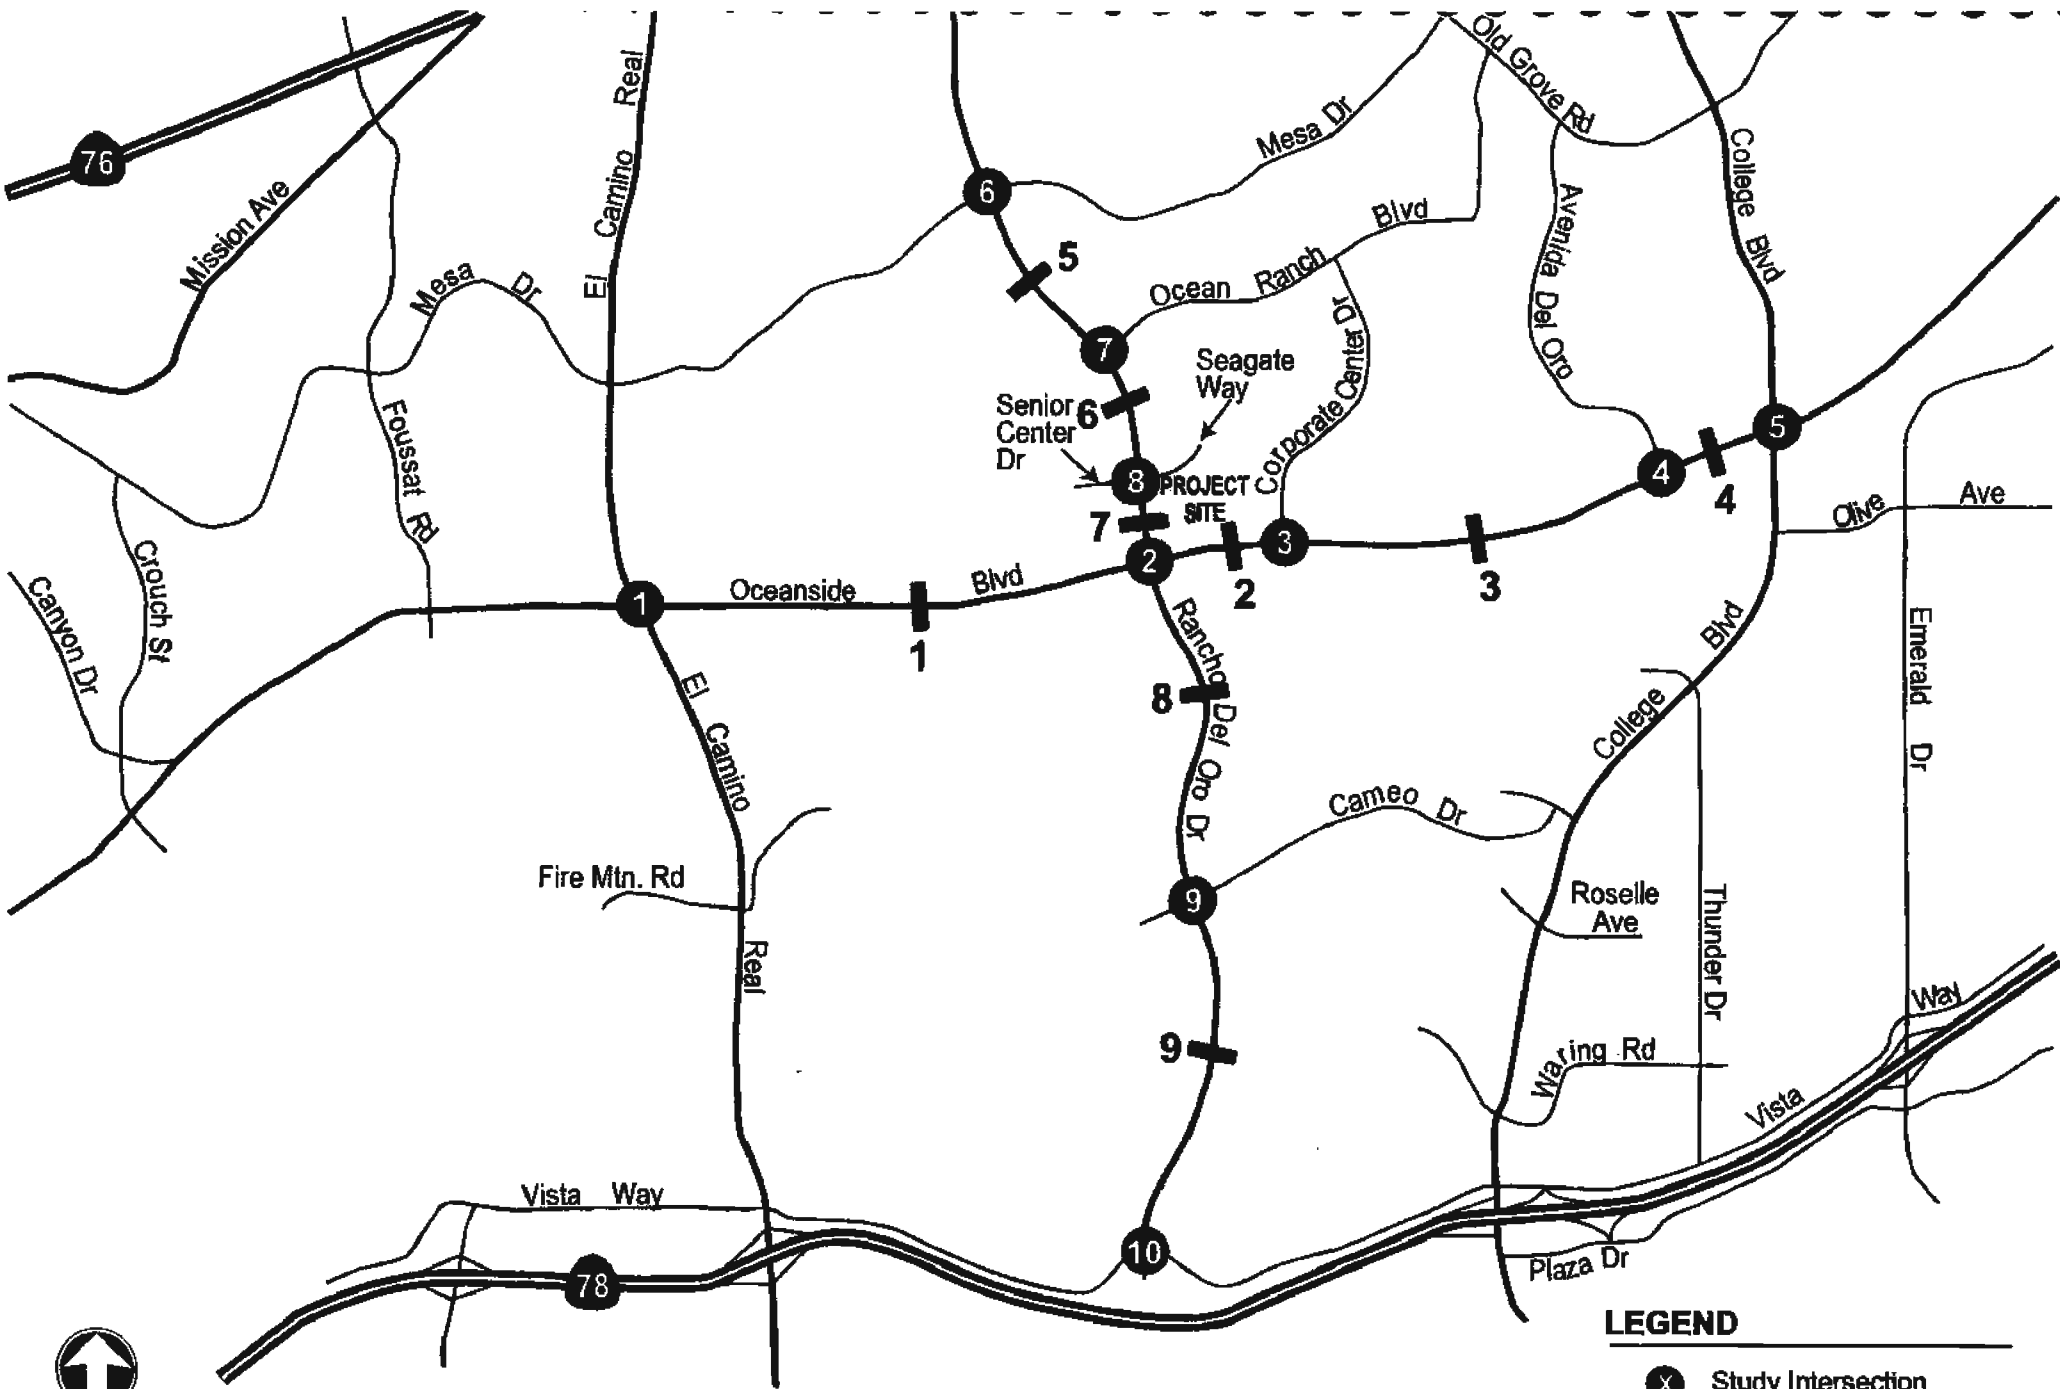 Old Grove Rd
El Camino Real
76
Mesa Dr
College Blvd
Mission Ave
6
Avenida Del Oro
Blvd
5
Mesa Dr
Ocean Ranch
Corporate Center Dr
7
Seagate
Way
Senior
Center
Dr
6
Foussat Rd
5
4
4
8
PROJECT
SITE
Olive Ave
7
3
2
Crouch St
Canyon Dr
Oceanside Blvd
1
2
3
1
Rancho Del Oro Dr
Blvd
Emerald Dr
8
El Camino
College
Cameo Dr
Fire Mtn. Rd
9
Roselle
Ave
Thunder Dr
Real
Way
9
Waring Rd
Vista
Vista Way
10
Plaza Dr
78
LEGEND
X Study Intersection